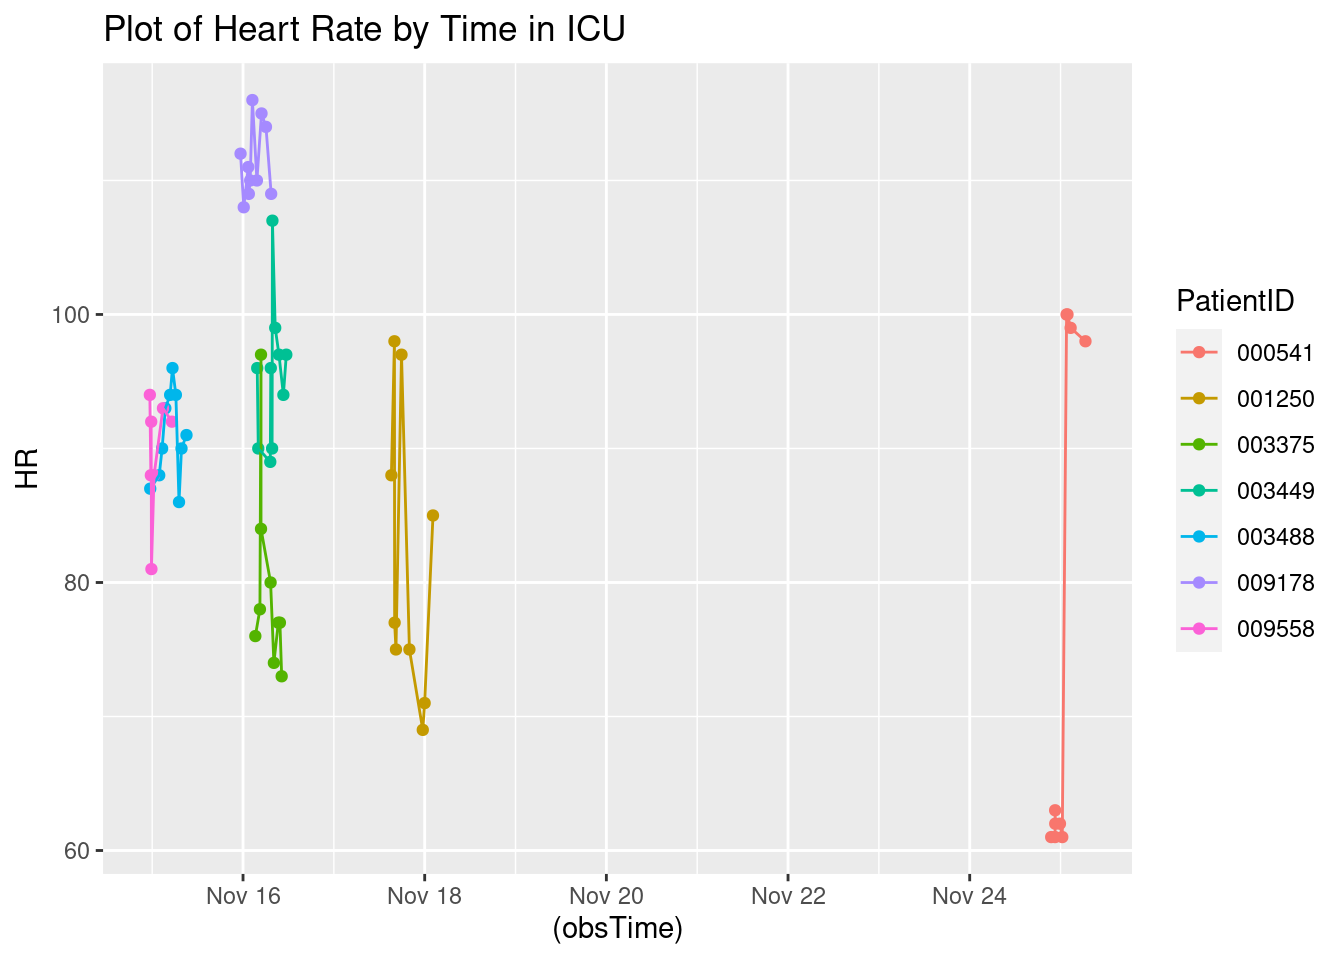 Plot of Heart Rate by Time in ICU
HR
100
80
60
Nov 16 Nov 18 Nov 20 Nov 22 Nov 24
(obsTime)
PatientID
000541
001250
003375
003449
003488
009178
009558